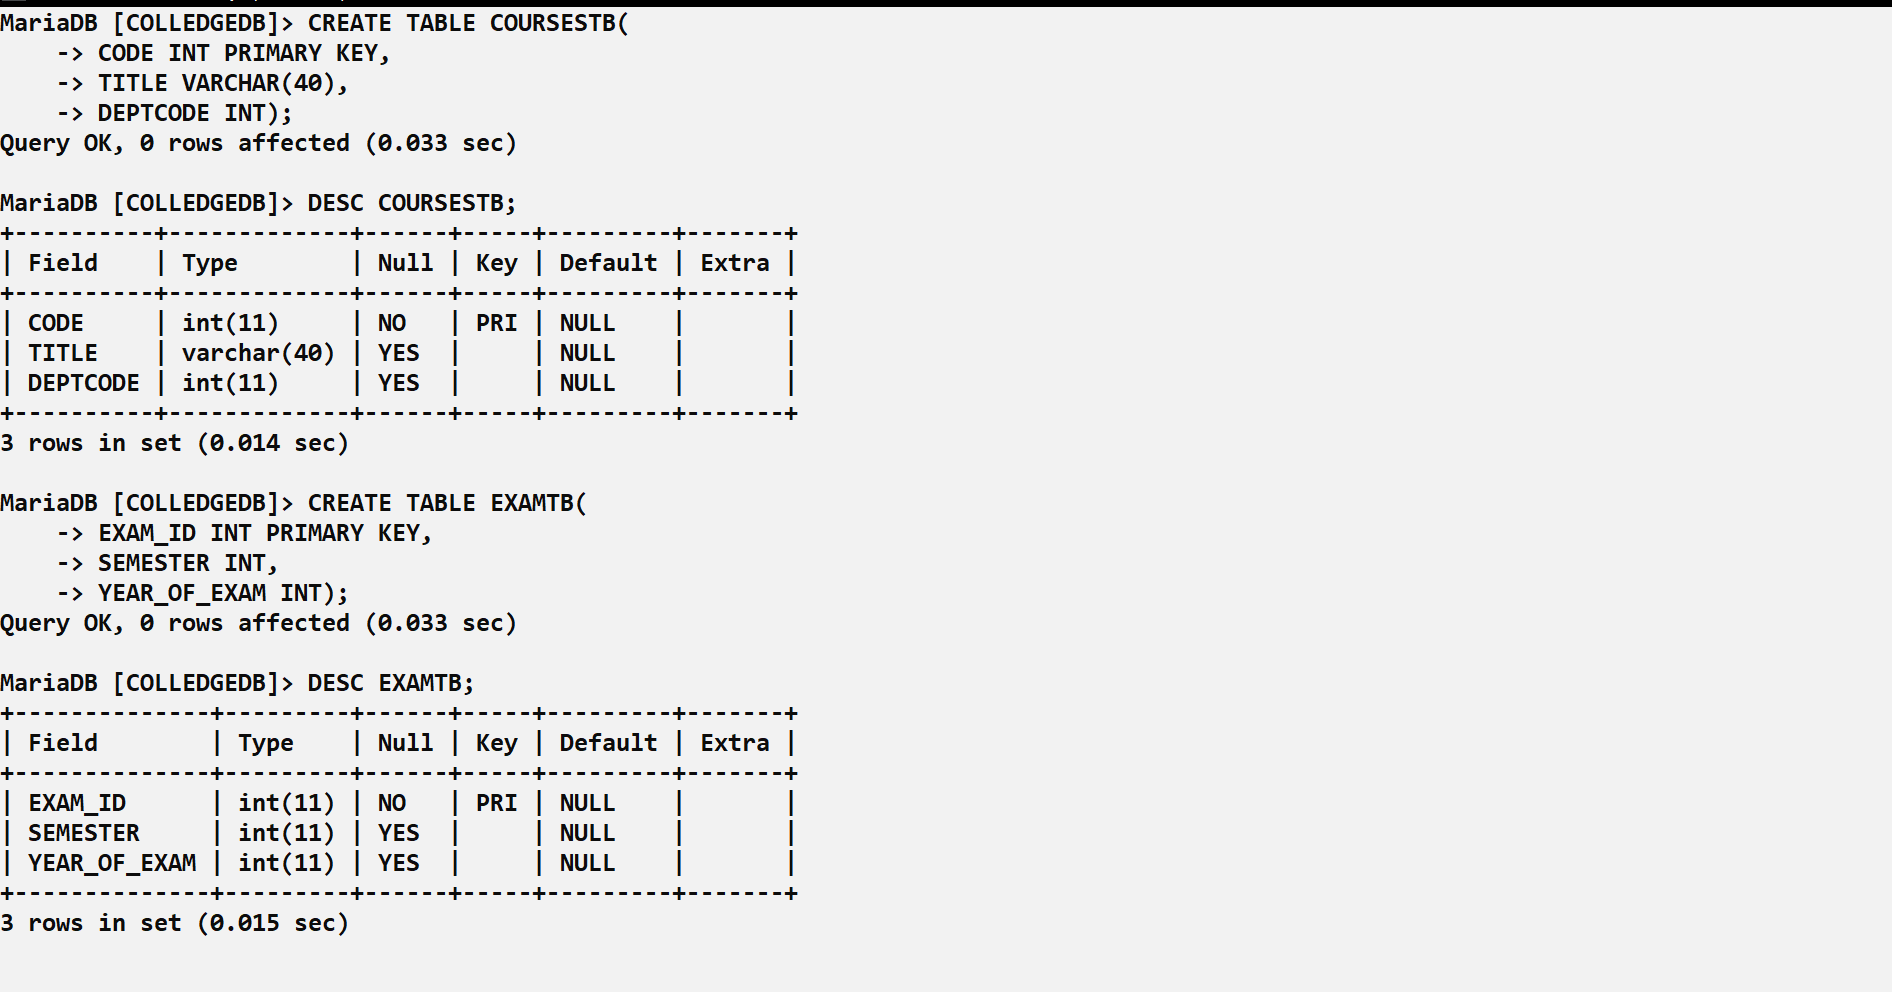 MariaDB [COLLEDGEDB]> CREATE TABLE COURSESTB(
    -> CODE INT PRIMARY KEY,
    -> TITLE VARCHAR(40),
    -> DEPTCODE INT);
Query OK, 0 rows affected (0.033 sec)

MariaDB [COLLEDGEDB]> DESC COURSESTB;
+----------+-------------+------+-----+---------+-------+
| Field    | Type        | Null | Key | Default | Extra |
+----------+-------------+------+-----+---------+-------+
| CODE     | int(11)     | NO   | PRI | NULL    |       |
| TITLE    | varchar(40) | YES  |     | NULL    |       |
| DEPTCODE | int(11)     | YES  |     | NULL    |       |
+----------+-------------+------+-----+---------+-------+
3 rows in set (0.014 sec)

MariaDB [COLLEDGEDB]> CREATE TABLE EXAMTB(
    -> EXAM_ID INT PRIMARY KEY,
    -> SEMESTER INT,
    -> YEAR_OF_EXAM INT);
Query OK, 0 rows affected (0.033 sec)

MariaDB [COLLEDGEDB]> DESC EXAMTB;
+--------------+---------+------+-----+---------+-------+
| Field        | Type    | Null | Key | Default | Extra |
+--------------+---------+------+-----+---------+-------+
| EXAM_ID      | int(11) | NO   | PRI | NULL    |       |
| SEMESTER     | int(11) | YES  |     | NULL    |       |
| YEAR_OF_EXAM | int(11) | YES  |     | NULL    |       |
+--------------+---------+------+-----+---------+-------+
3 rows in set (0.015 sec)